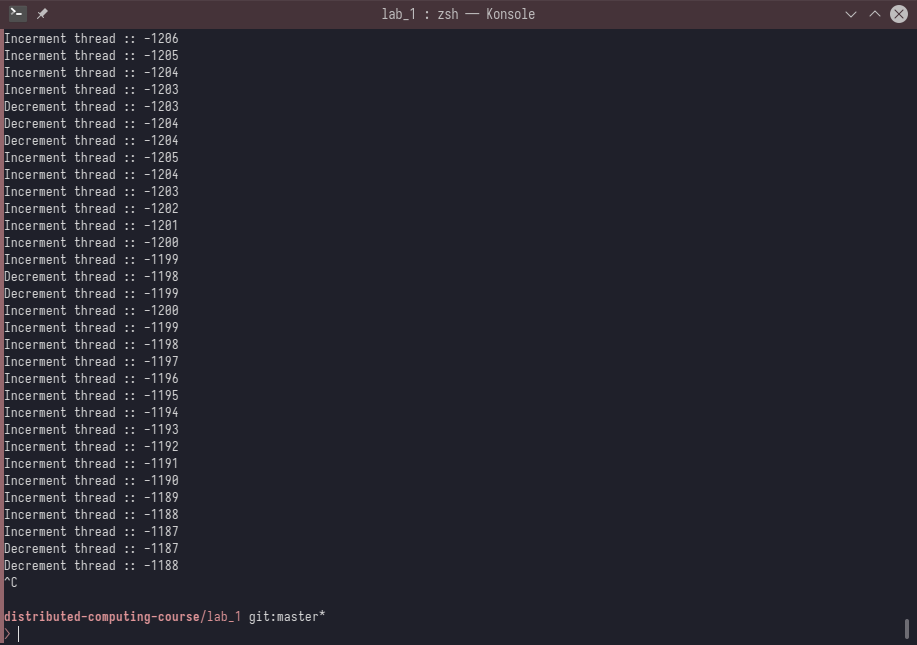 lab_1 : zsh — Konsole
Incerment thread :: -1206
Incerment thread :: -1205
Incerment thread :: -1204
Incerment thread :: -1203
Decrement thread :: -1203
Decrement thread :: -1204
Decrement thread :: -1204
Incerment thread :: -1205
Incerment thread :: -1204
Incerment thread :: -1203
Incerment thread :: -1202
Incerment thread :: -1201
Incerment thread :: -1200
Incerment thread :: -1199
Decrement thread :: -1198
Decrement thread :: -1199
Incerment thread :: -1200
Incerment thread :: -1199
Incerment thread :: -1198
Incerment thread :: -1197
Incerment thread :: -1196
Incerment thread :: -1195
Incerment thread :: -1194
Incerment thread :: -1193
Incerment thread :: -1192
Incerment thread :: -1191
Incerment thread :: -1190
Incerment thread :: -1189
Incerment thread :: -1188
Incerment thread :: -1187
Decrement thread :: -1187
Decrement thread :: -1188
^C
distributed-computing-course/lab_1 git:master*
❯